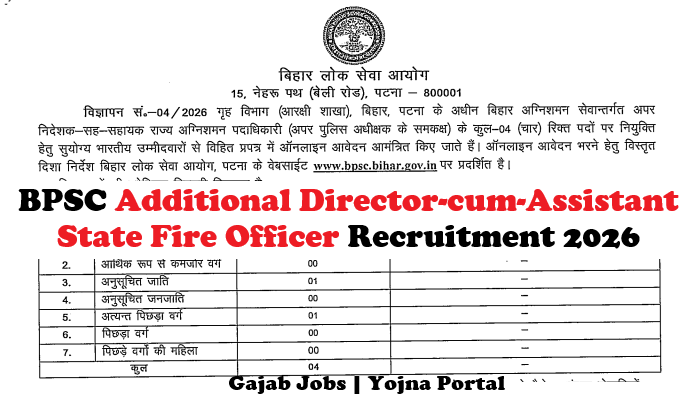 बिहार लोक सेवा आयोग
15, नेहरू पथ (बेली रोड), पटना – 800001
विज्ञापन सं.–04/2026 गृह विभाग (आरक्षी शाखा), बिहार, पटना के अधीन बिहार अग्निशमन सेवान्तर्गत अपर
निदेशक–सह–सहायक राज्य अग्निशमन पदाधिकारी (अपर पुलिस अधीक्षक के समकक्ष) के कुल–04 (चार) रिक्त पदों पर नियुक्ति
हेतु सुयोग्य भारतीय उम्मीदवारों से विहित प्रपत्र में ऑनलाइन आवेदन आमंत्रित किए जाते हैं। ऑनलाइन आवेदन भरने हेतु विस्तृत
दिशा निर्देश बिहार लोक सेवा आयोग, पटना के वेबसाईट www.bpsc.bihar.gov.in पर प्रदर्शित है।
BPSC Additional Director-cum-Assistant
State Fire Officer Recruitment 2026
2. आर्थिक रूप से कमजोर वर्ग 00 –
3. अनुसूचित जाति 01 –
4. अनुसूचित जनजाति 00 –
5. अत्यन्त पिछड़ा वर्ग 01 –
6. पिछड़ा वर्ग 00 –
7. पिछड़े वर्गों की महिला 00 –
कुल 04 –
Gajab Jobs | Yojna Portal